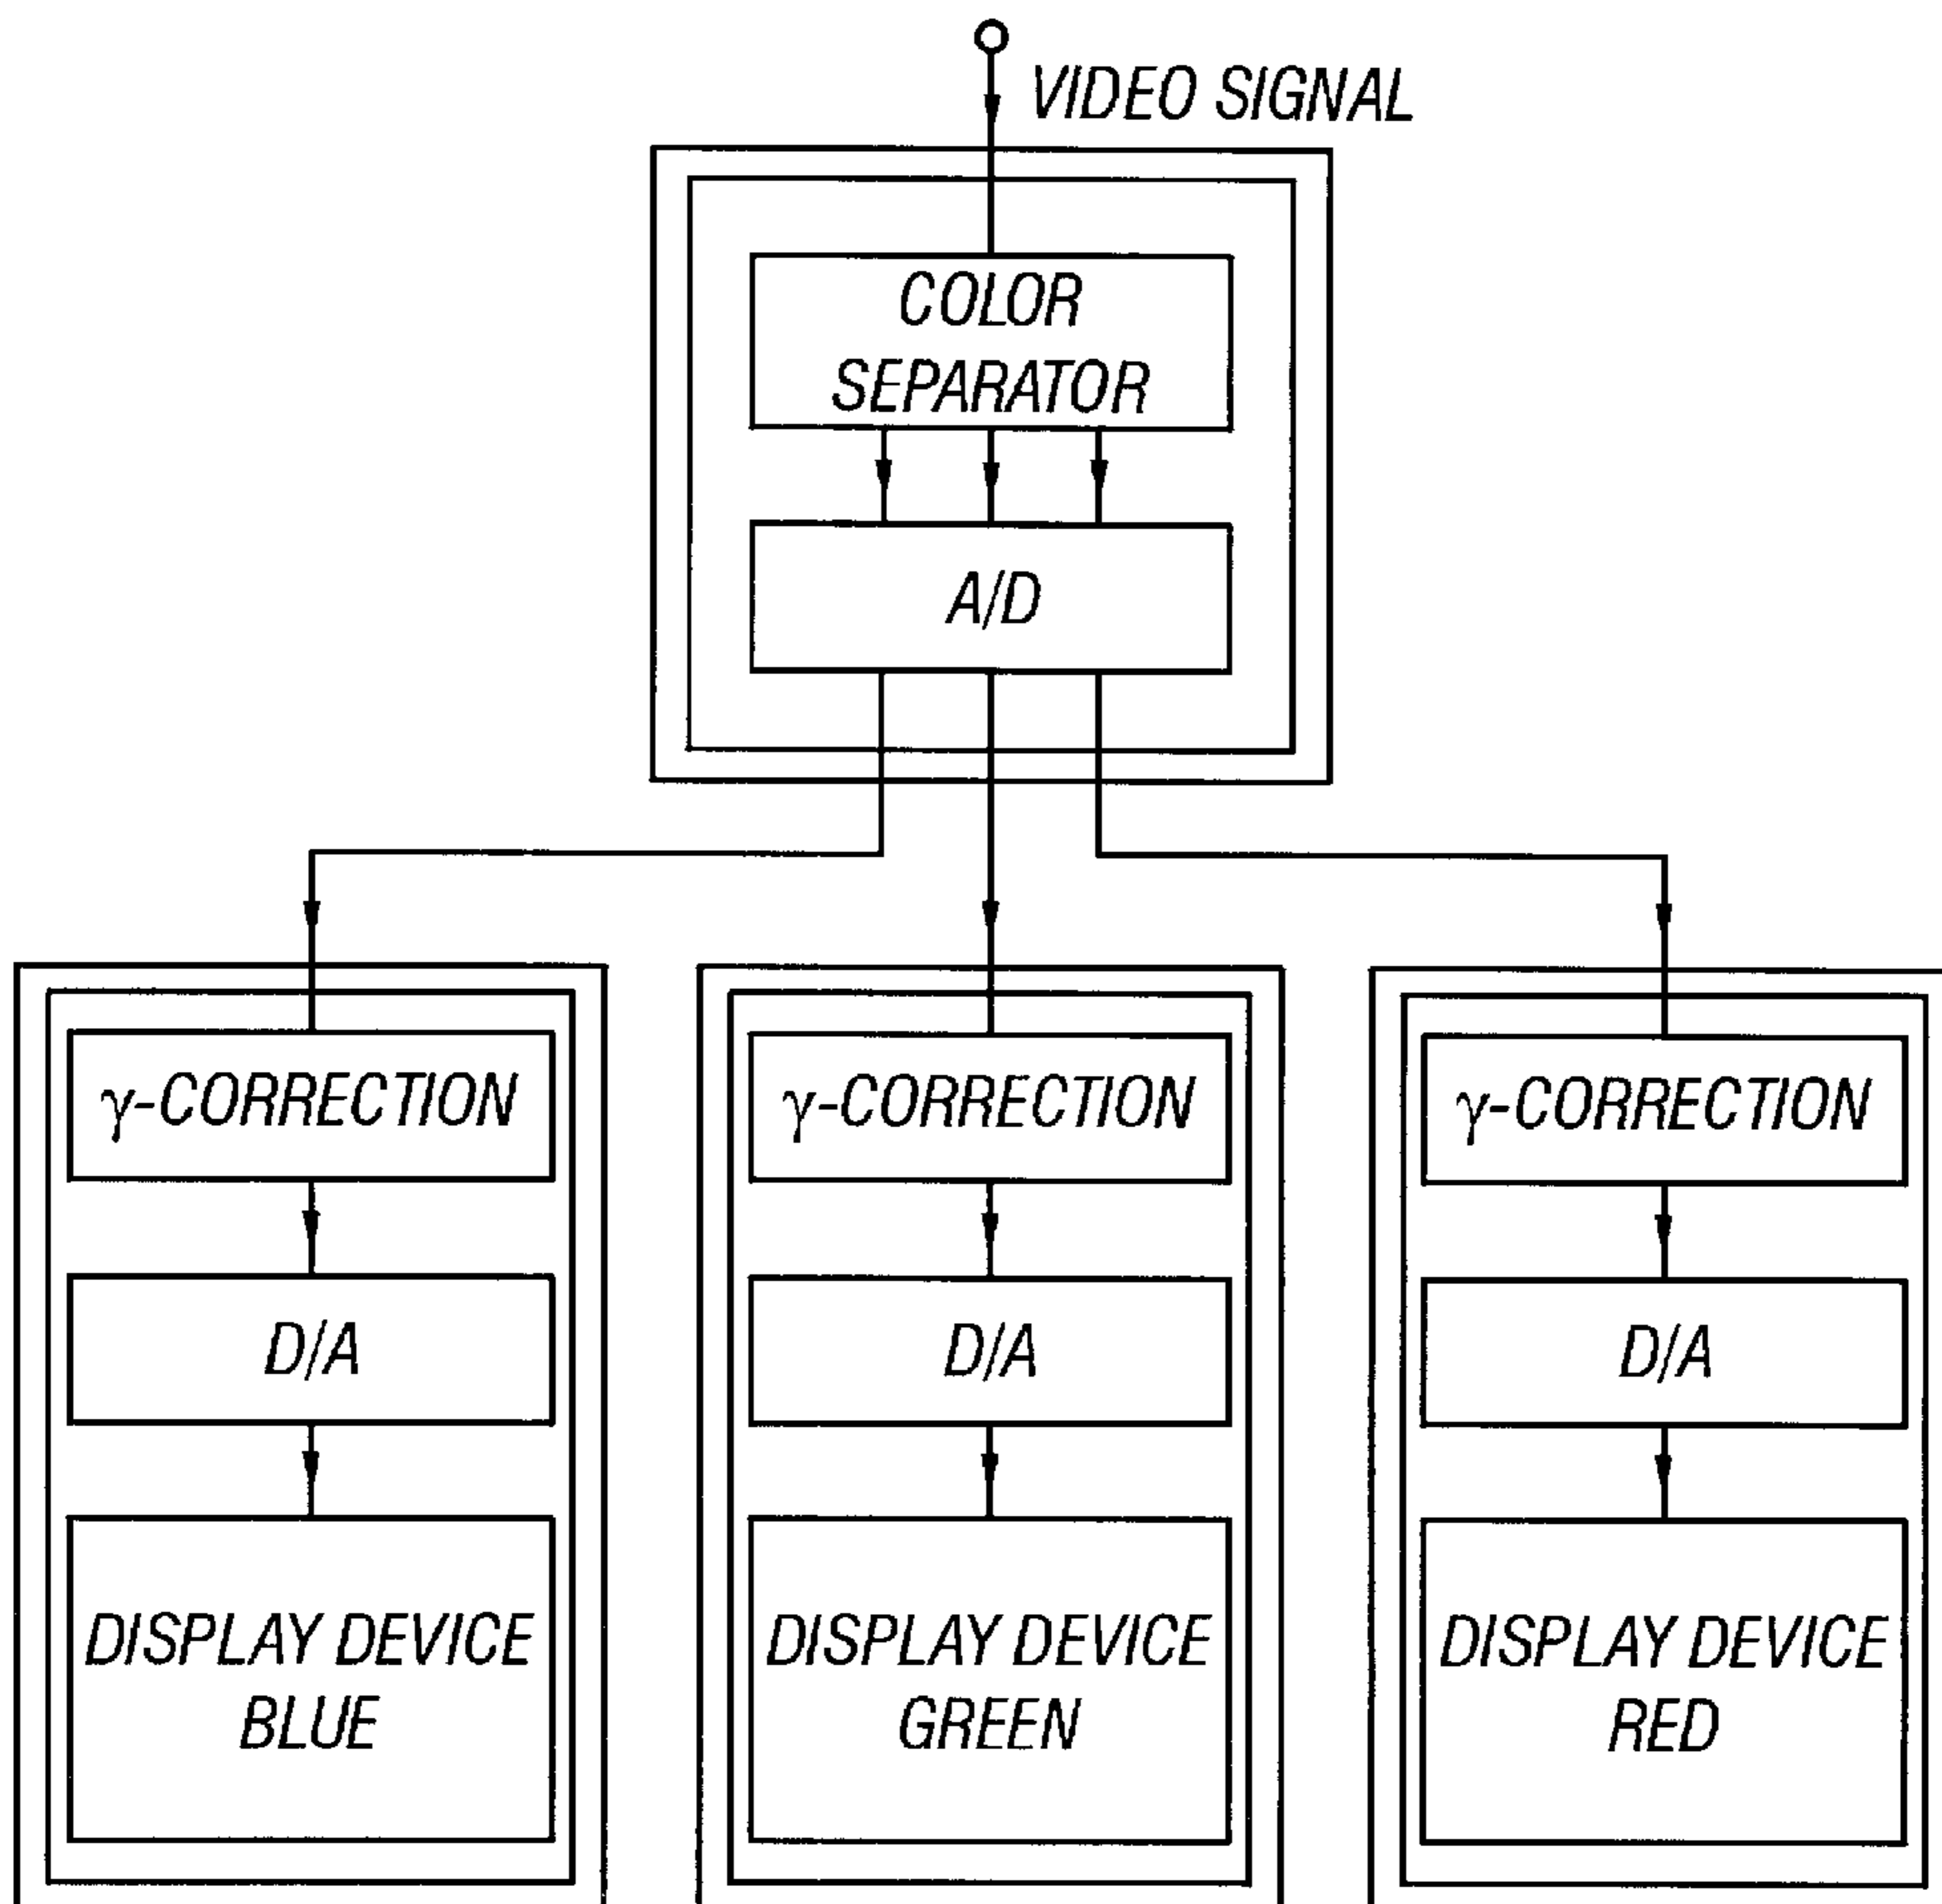 VIDEO SIGNAL
COLOR
SEPARATOR
A/D
γ-CORRECTION
D/A
DISPLAY DEVICE
BLUE
γ-CORRECTION
D/A
DISPLAY DEVICE
GREEN
γ-CORRECTION
D/A
DISPLAY DEVICE
RED